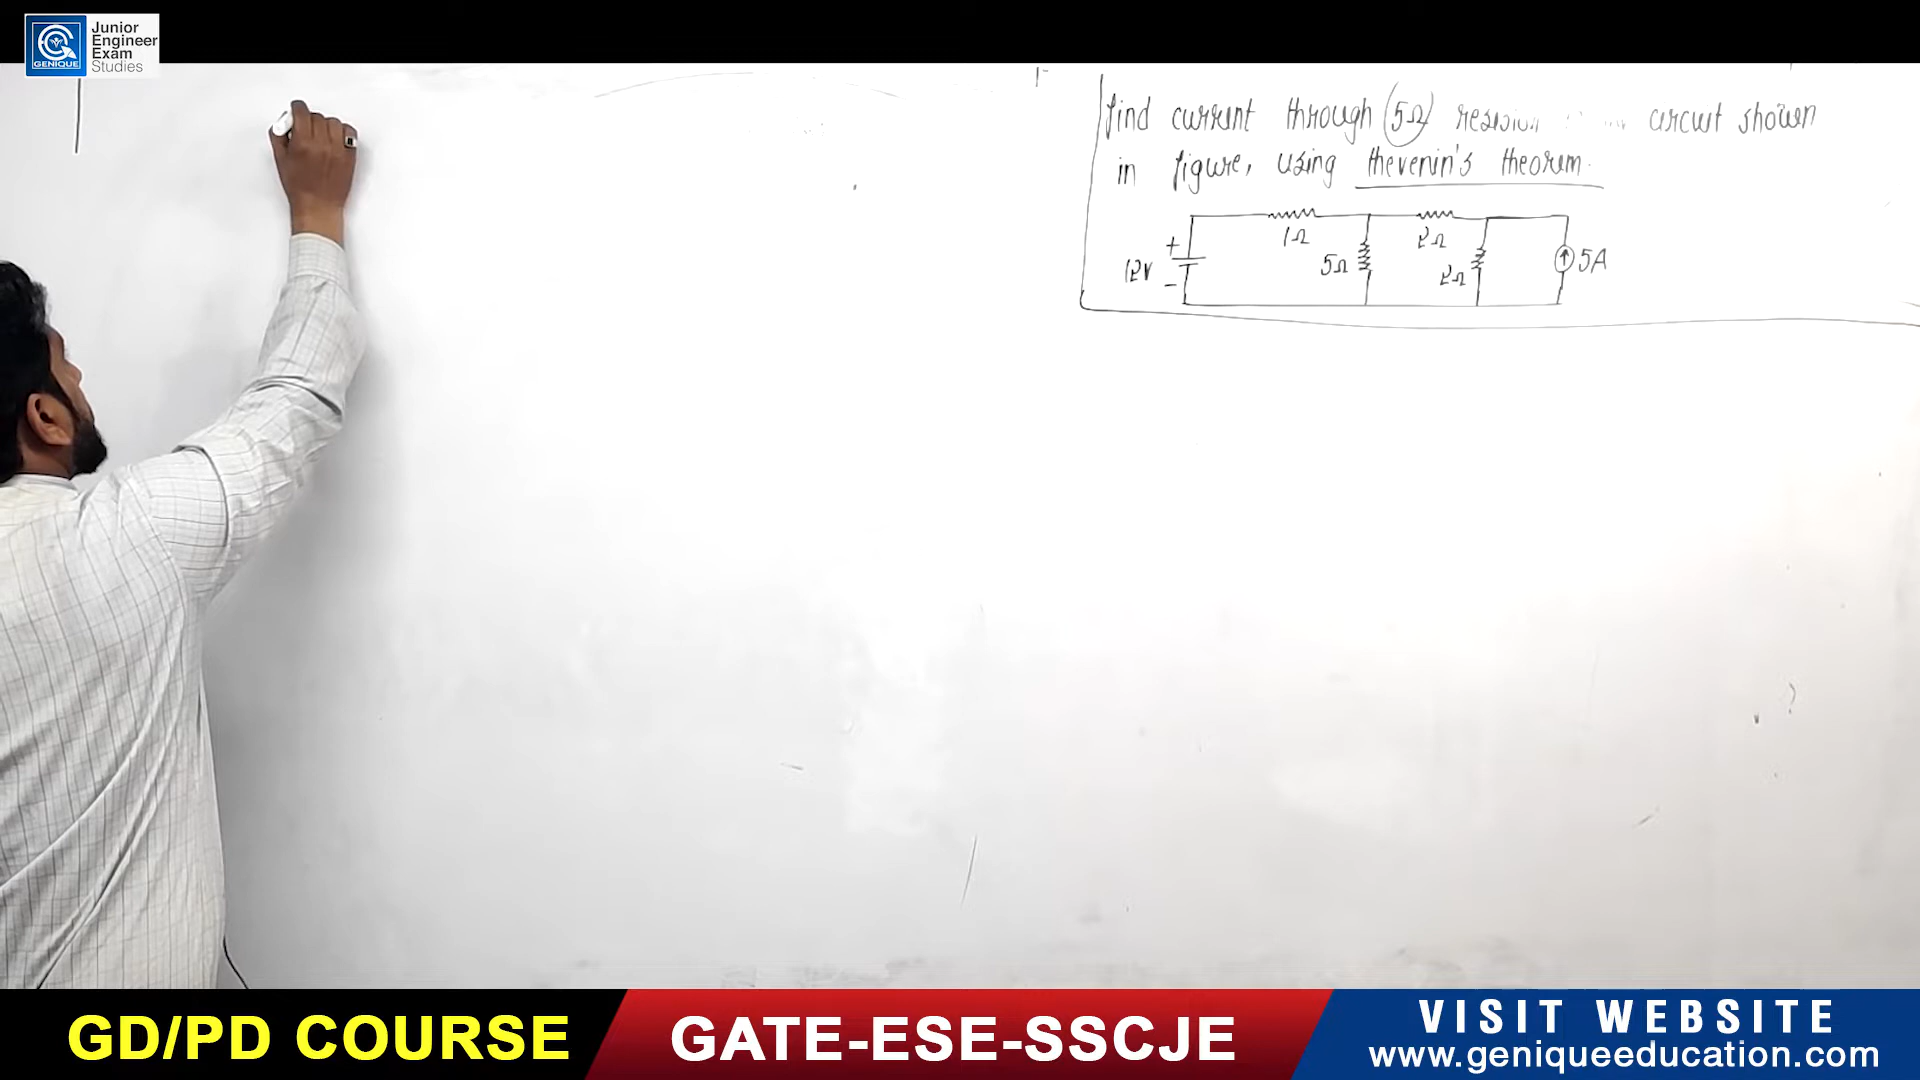 Junior
Engineer
Exam
Studies
GENIQUE
find current through (5Ω) circuit shown
in figure, using thevenin's theorem.
1Ω
2Ω
+
12V
5Ω
2Ω
5A
-
GD/PD COURSE
GATE-ESE-SSCJE
VISIT WEBSITE
www.geniqueeducation.com